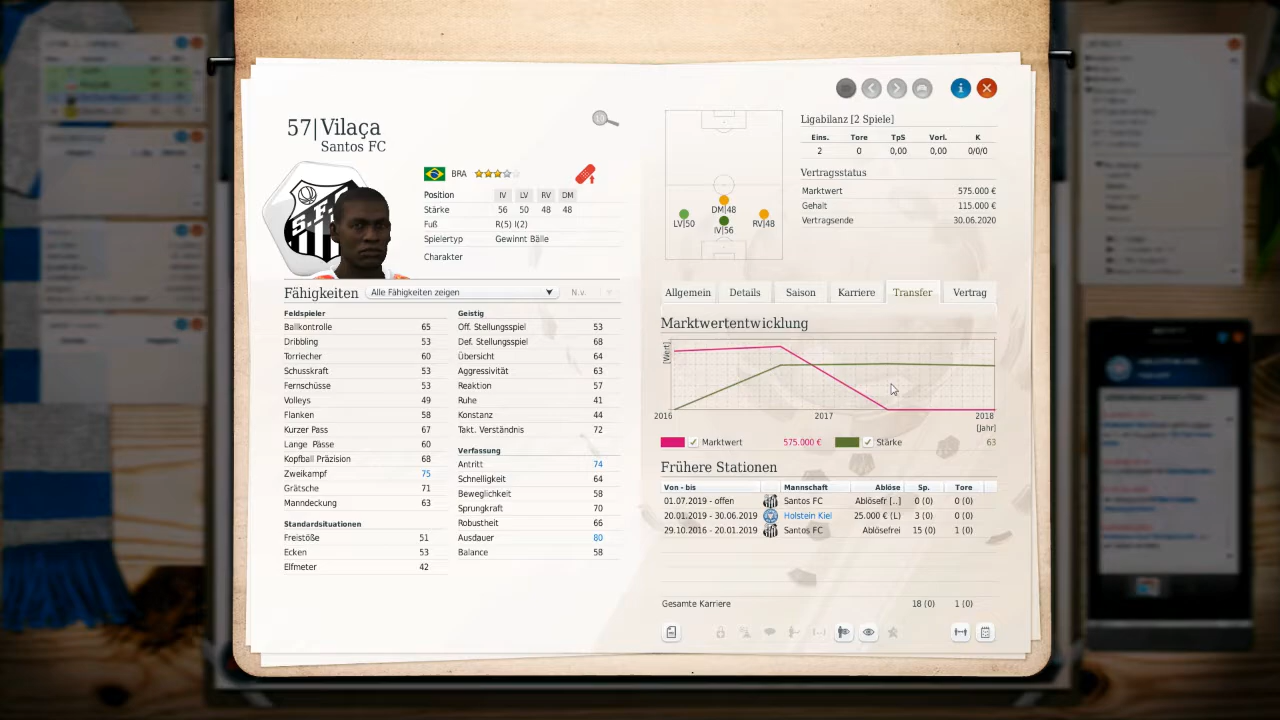 57|Vilaça
Santos FC
BRA
Position IV LV RV DM
Stärke 56 50 48 48
Fuß R(5) l(2)
Spielertyp Gewinnt Bälle
Charakter
Fähigkeiten Alle Fähigkeiten zeigen N.v.
Feldspieler
Ballkontrolle 65
Dribbling 53
Torriecher 60
Schusskraft 53
Fernschüsse 53
Volleys 49
Flanken 58
Kurzer Pass 67
Lange Pässe 60
Kopfball Präzision 68
Zweikampf 75
Grätsche 71
Manndeckung 63
Standardsituationen
Freistöße 51
Ecken 53
Elfmeter 42
Geistig
Off. Stellungsspiel 53
Def. Stellungsspiel 68
Übersicht 64
Aggressivität 63
Reaktion 57
Ruhe 41
Konstanz 44
Takt. Verständnis 72
Verfassung
Antritt 74
Schnelligkeit 64
Beweglichkeit 58
Sprungkraft 70
Robustheit 66
Ausdauer 80
Balance 58
DM|48
LV|50 RV|48
IV|56
Ligabilanz [2 Spiele]
Eins. Tore TpS Vorl. K
2 0 0,00 0,00 0/0/0
Vertragsstatus
Marktwert 575.000 €
Gehalt 115.000 €
Vertragsende 30.06.2020
Allgemein Details Saison Karriere Transfer Vertrag
Marktwertentwicklung
[Wert]
2016 2017 2018
[Jahr]
Marktwert 575.000 € Stärke 63
Frühere Stationen
Von - bis Mannschaft Ablöse Sp. Tore
01.07.2019 - offen Santos FC Ablösefr [..] 0 (0) 0 (0)
20.01.2019 - 30.06.2019 Holstein Kiel 25.000 € (L) 3 (0) 0 (0)
29.10.2016 - 20.01.2019 Santos FC Ablösefrei 15 (0) 1 (0)
Gesamte Karriere 18 (0) 1 (0)